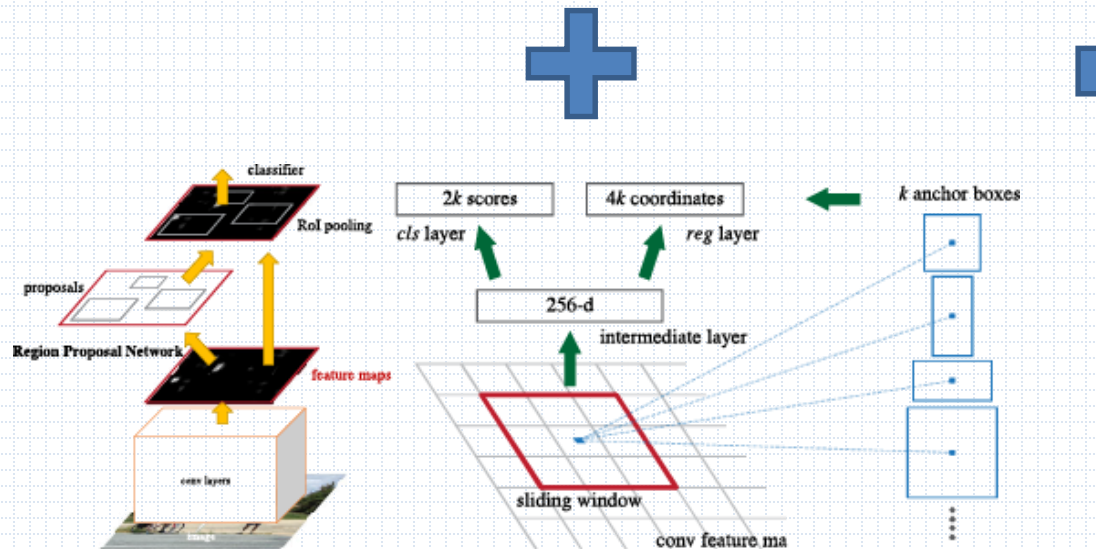 classifier
RoI pooling
proposals
Region Proposal Network
feature maps
conv layers
image
2k scores
cls layer
4k coordinates
reg layer
256-d
intermediate layer
sliding window
conv feature ma
k anchor boxes